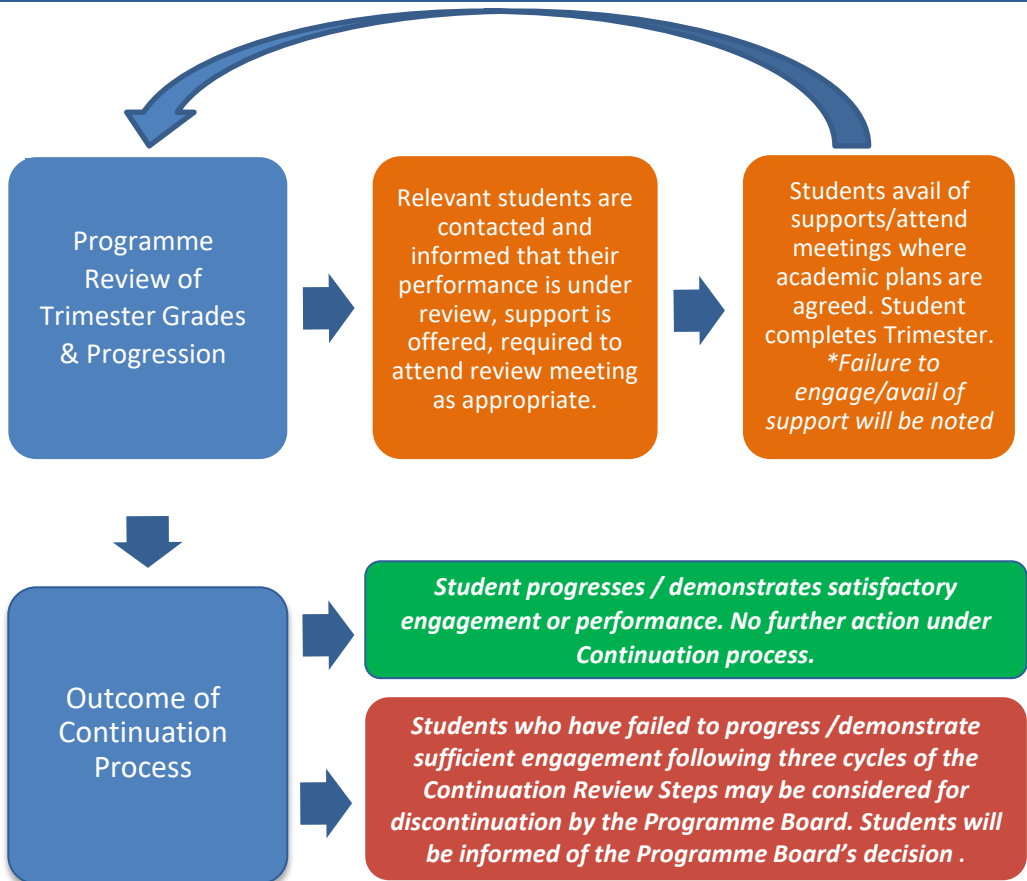 Programme
Review of
Trimester Grades
& Progression
Relevant students are
contacted and
informed that their
performance is under
review, support is
offered, required to
attend review meeting
as appropriate.
Students avail of
supports/attend
meetings where
academic plans are
agreed. Student
completes Trimester.
*Failure to
engage/avail of
support will be noted
Outcome of
Continuation
Process
Student progresses / demonstrates satisfactory
engagement or performance. No further action under
Continuation process.
Students who have failed to progress /demonstrate
sufficient engagement following three cycles of the
Continuation Review Steps may be considered for
discontinuation by the Programme Board. Students will
be informed of the Programme Board’s decision .